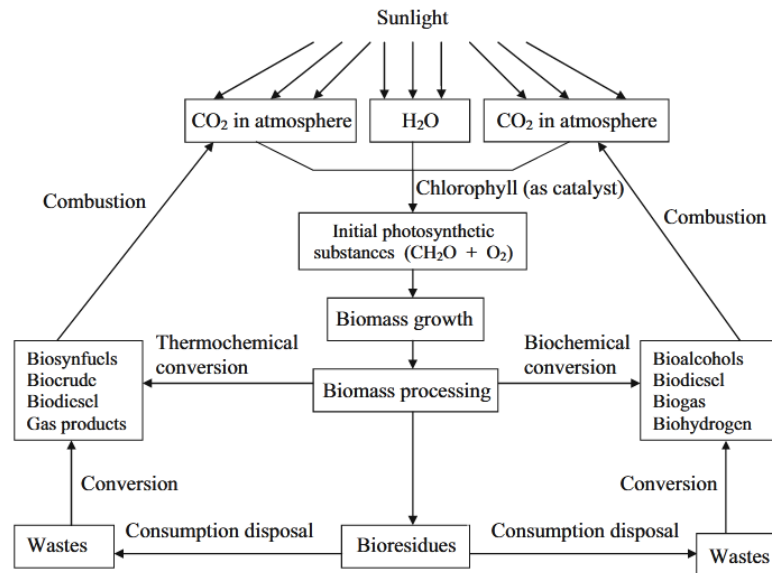 Sunlight
CO₂ in atmosphere
H₂O
CO₂ in atmosphere
Chlorophyll (as catalyst)
Combustion
Combustion
Initial photosynthetic
substances (CH₂O + O₂)
Biomass growth
Thermochemical
conversion
Biochemical
conversion
Biosynfuels
Biocrude
Biodiesel
Gas products
Biomass processing
Bioalcohols
Biodiesel
Biogas
Biohydrogen
Conversion
Conversion
Wastes
Consumption disposal
Bioresidues
Consumption disposal
Wastes